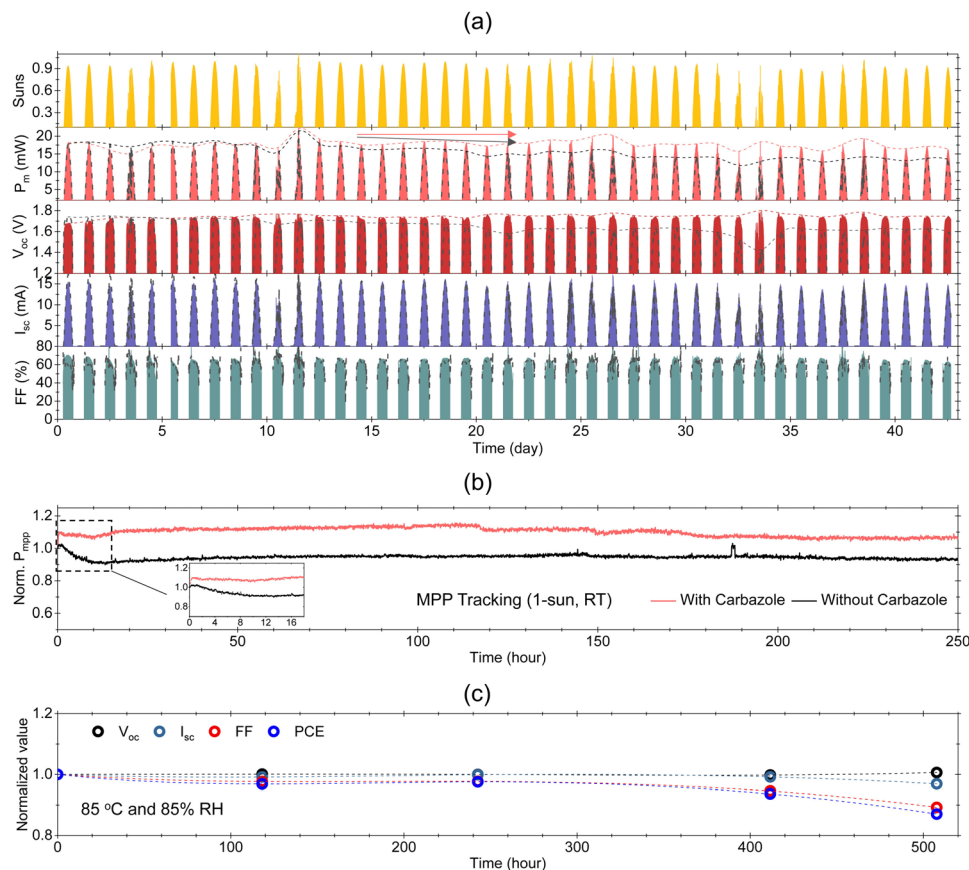 (a)
Suns
0.9
0.6
0.3
Pm (mW)
20
15
10
5
Voc (V)
1.8
1.6
1.4
1.2
Isc (mA)
15
10
5
80
FF (%)
60
40
20
0
0 5 10 15 20 25 30 35 40
Time (day)
(b)
Norm. Pmpp
1.2
1.0
0.8
0.6
1.2
1.0
0.8
0 4 8 12 16
MPP Tracking (1-sun, RT)
With Carbazole
Without Carbazole
0 50 100 150 200 250
Time (hour)
(c)
Normalized value
1.2
1.0
0.8
Voc Isc FF PCE
85 °C and 85% RH
0 100 200 300 400 500
Time (hour)